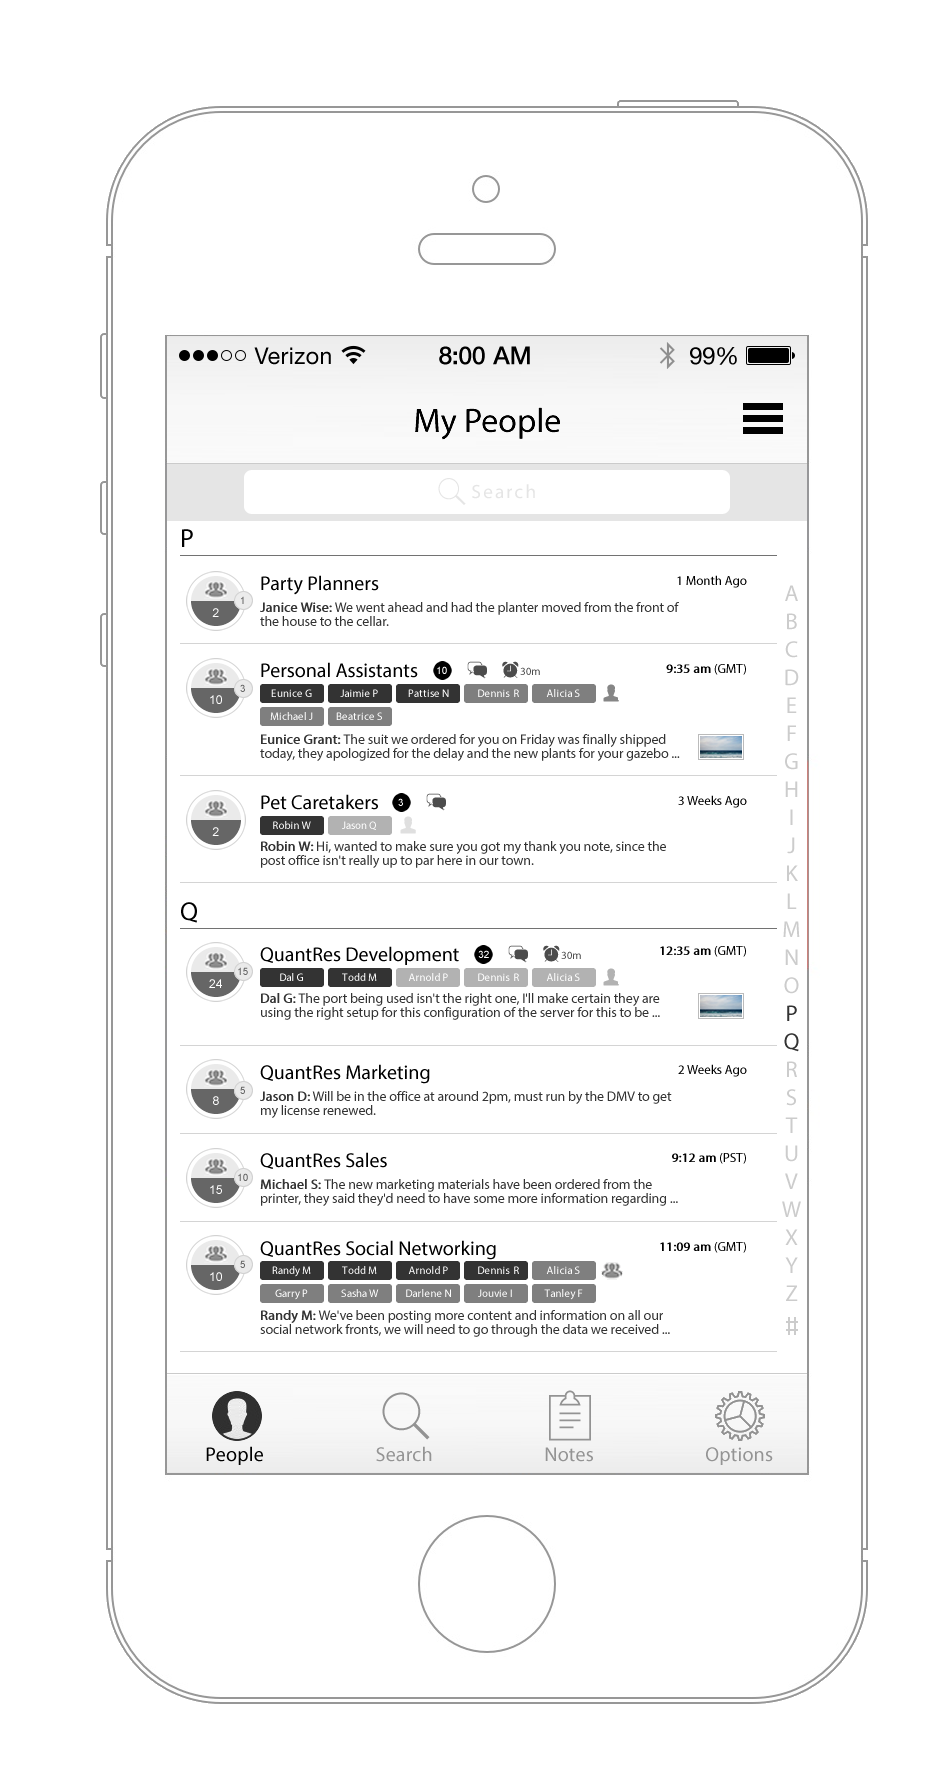 Verizon 8:00 AM 99%
My People
Search
P
Party Planners 1 Month Ago
2 1
Janice Wise: We went ahead and had the planter moved from the front of
the house to the cellar.
Personal Assistants 10 30m 9:35 am (GMT)
10 3
Eunice G Jaimie P Pattise N Dennis R Alicia S
Michael J Beatrice S
Eunice Grant: The suit we ordered for you on Friday was finally shipped
today, they apologized for the delay and the new plants for your gazebo ...
Pet Caretakers 3 3 Weeks Ago
2
Robin W Jason Q
Robin W: Hi, wanted to make sure you got my thank you note, since the
post office isn't really up to par here in our town.
Q
QuantRes Development 32 30m 12:35 am (GMT)
24 15
Dal G Todd M Arnold P Dennis R Alicia S
Dal G: The port being used isn't the right one, I'll make certain they are
using the right setup for this configuration of the server for this to be ...
QuantRes Marketing 2 Weeks Ago
8 5
Jason D: Will be in the office at around 2pm, must run by the DMV to get
my license renewed.
QuantRes Sales 9:12 am (PST)
15 10
Michael S: The new marketing materials have been ordered from the
printer, they said they'd need to have some more information regarding ...
QuantRes Social Networking 11:09 am (GMT)
10 5
Randy M Todd M Arnold P Dennis R Alicia S
Garry P Sasha W Darlene N Jouvie I Tanley F
Randy M: We've been posting more content and information on all our
social network fronts, we will need to go through the data we received ...
A
B
C
D
E
F
G
H
I
J
K
L
M
N
O
P
Q
R
S
T
U
V
W
X
Y
Z
#
People Search Notes Options